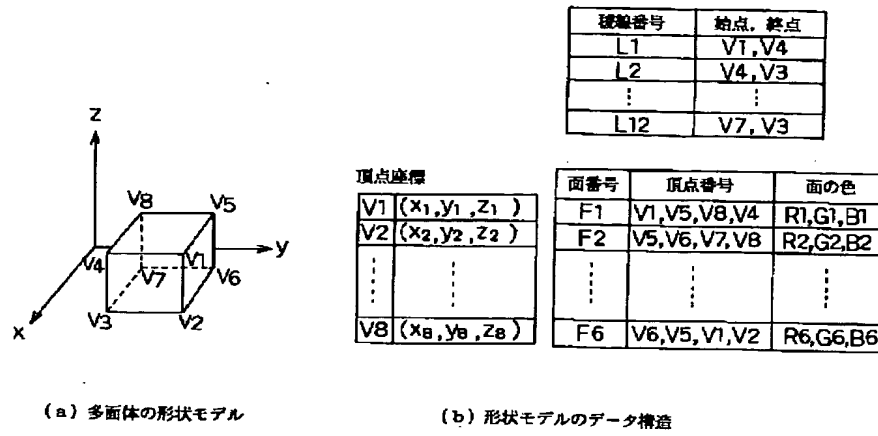 稜線番号 始点，終点
L1 V1,V4
L2 V4,V3
L12 V7,V3
z
V8
V5
y
V4
V1
V7
V6
V3
V2
x
頂点座標
V1 (x1,y1,z1)
V2 (x2,y2,z2)
V8 (x8,y8,z8)
面番号 頂点番号 面の色
F1 V1,V5,V8,V4 R1,G1,B1
F2 V5,V6,V7,V8 R2,G2,B2
F6 V6,V5,V1,V2 R6,G6,B6
(a) 多面体の形状モデル
(b) 形状モデルのデータ構造